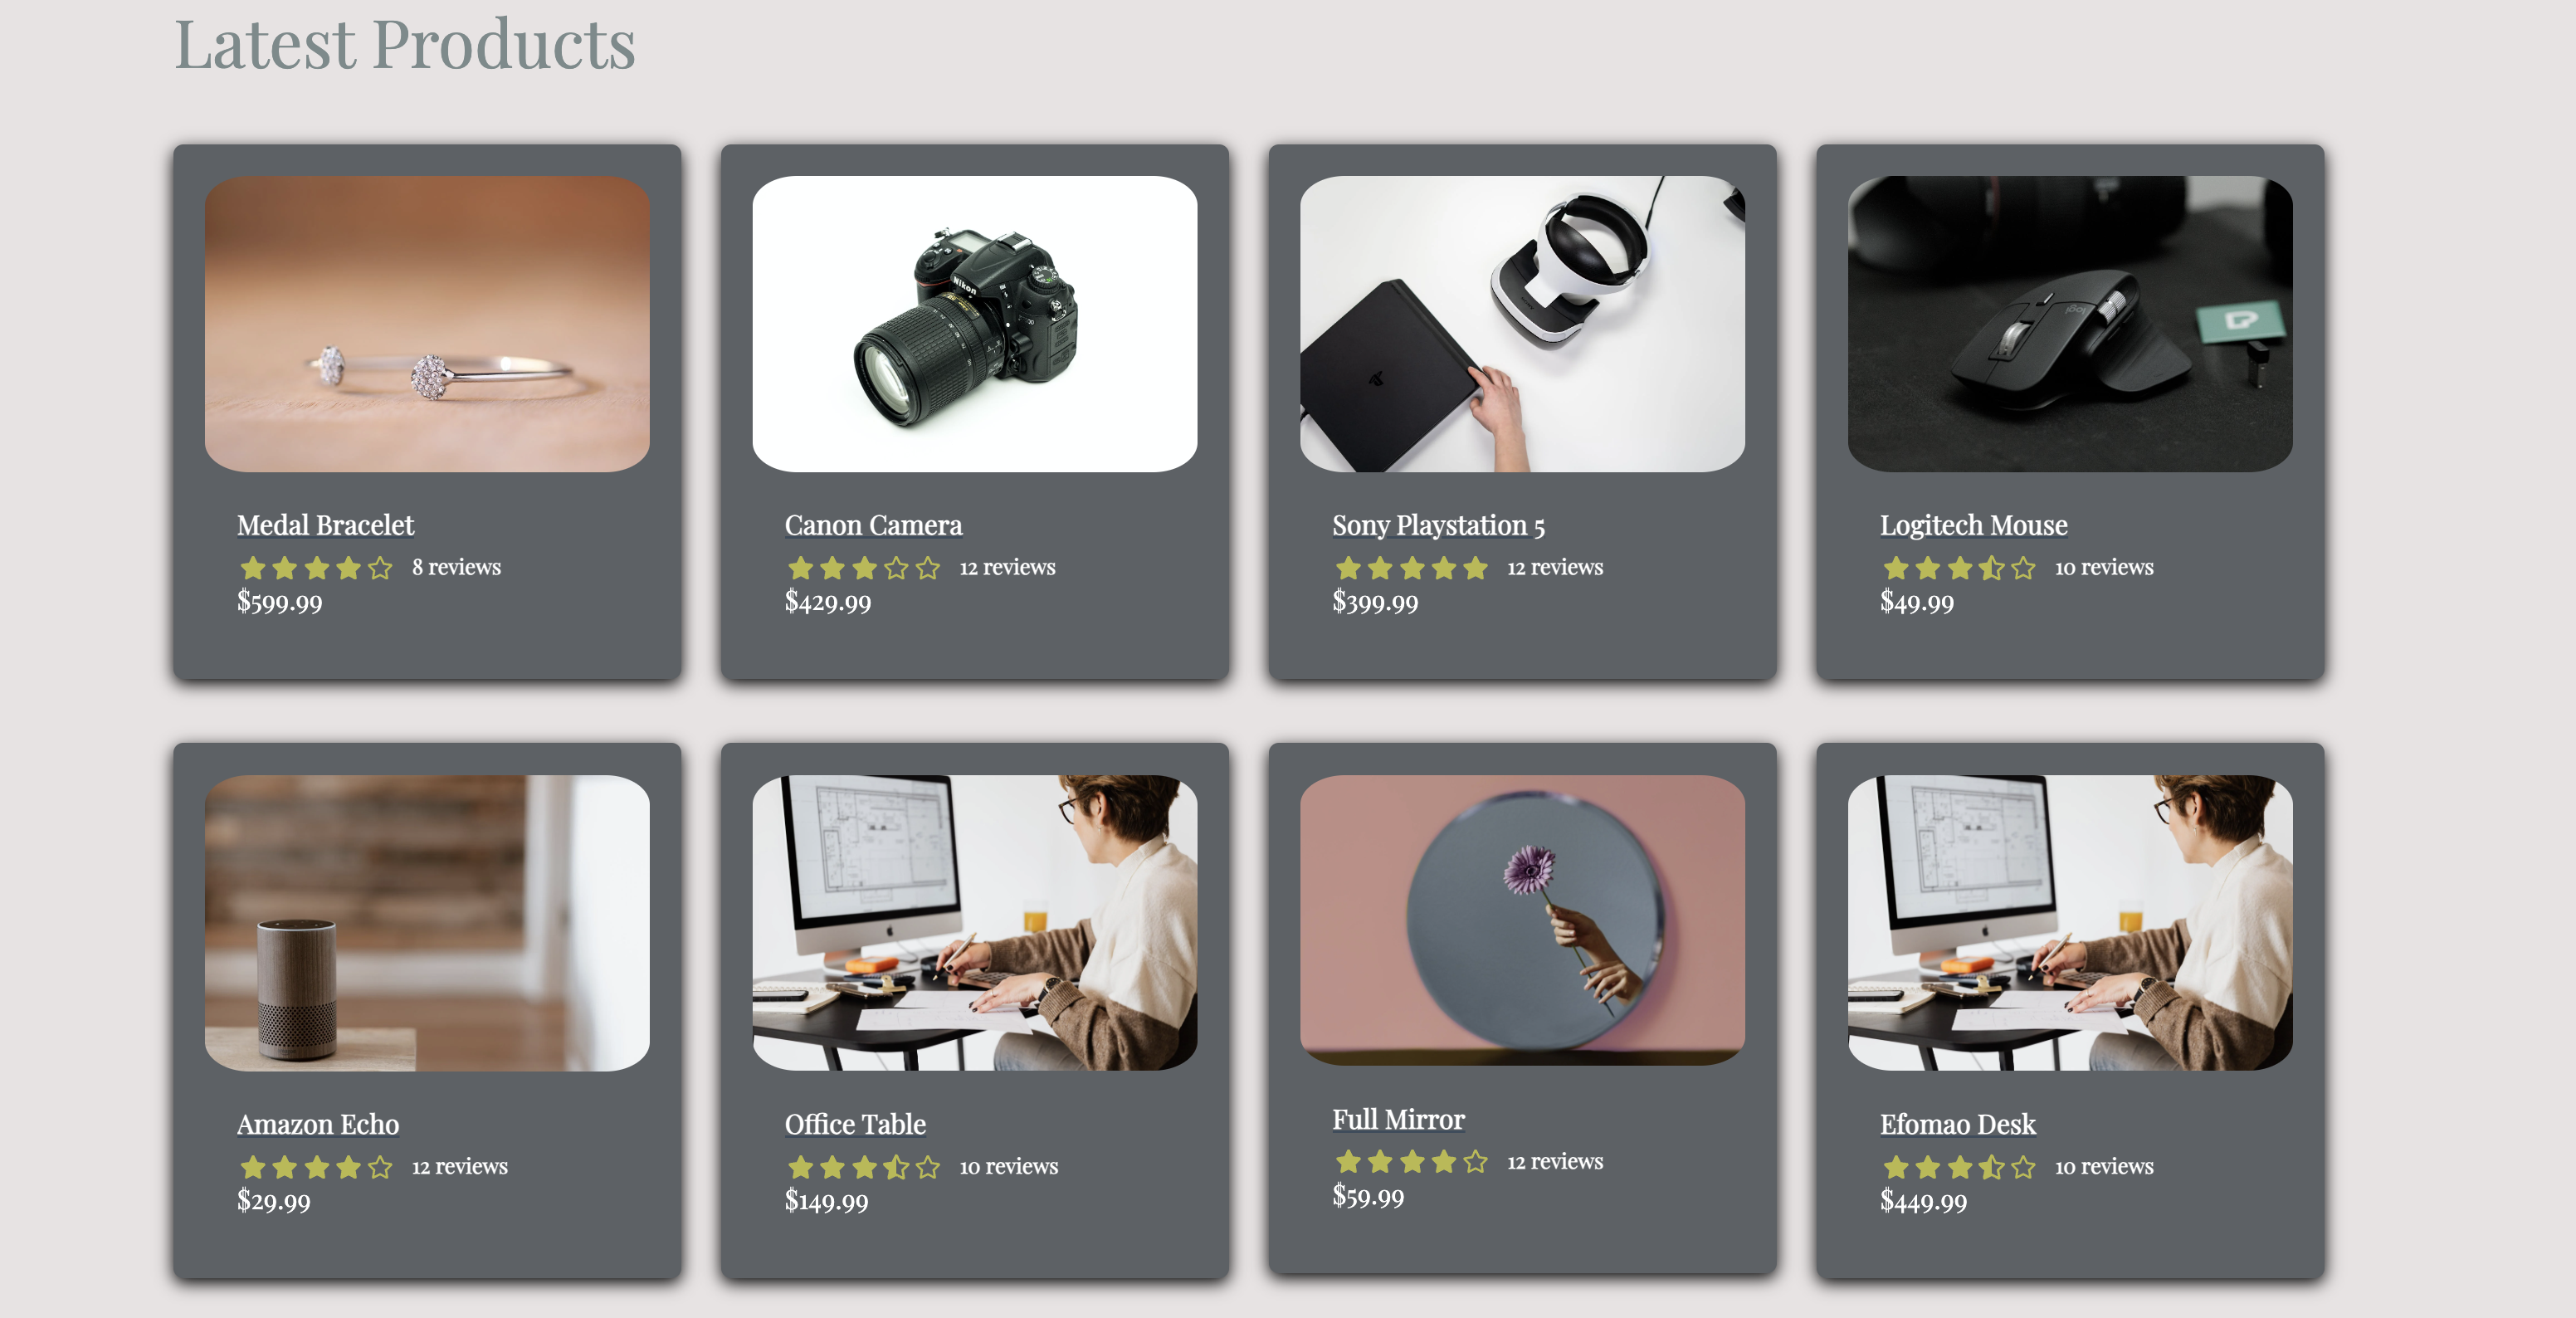 Latest Products
Medal Bracelet
8 reviews
$599.99
Nikon
Canon Camera
12 reviews
$429.99
Sony Playstation 5
12 reviews
$399.99
logi
Logitech Mouse
10 reviews
$49.99
Amazon Echo
12 reviews
$29.99
Office Table
10 reviews
$149.99
Full Mirror
12 reviews
$59.99
Efomao Desk
10 reviews
$449.99